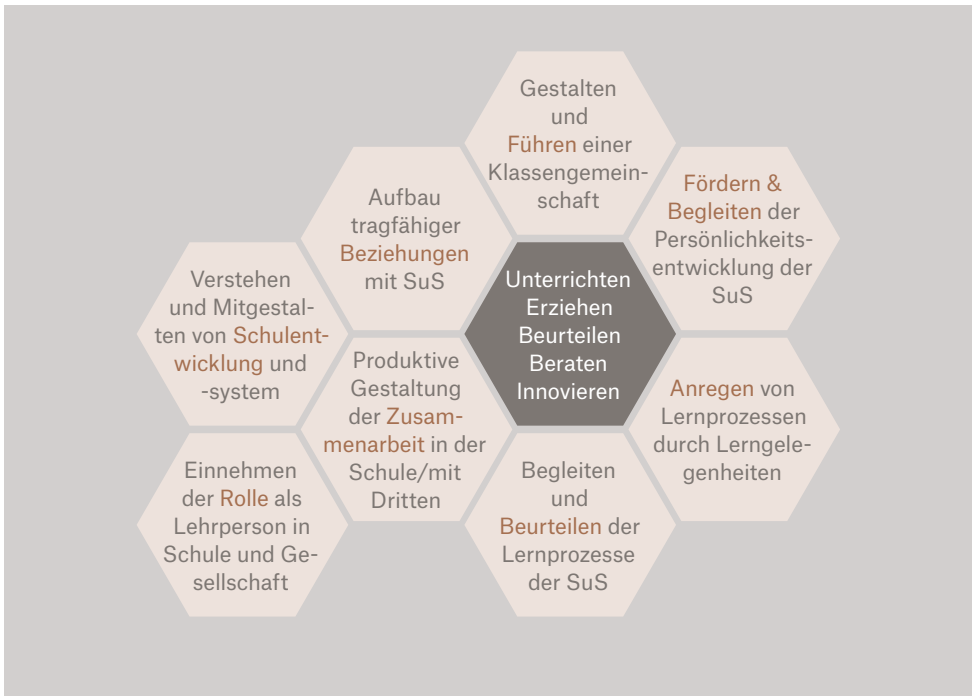 Gestalten
und
Führen einer
Klassengemein-
schaft
Aufbau
tragfähiger
Beziehungen
mit SuS
Fördern &
Begleiten der
Persönlichkeits-
entwicklung der
SuS
Verstehen
und Mitgestal-
ten von Schulent-
wicklung und
-system
Unterrichten
Erziehen
Beurteilen
Beraten
Innovieren
Produktive
Gestaltung
der Zusam-
menarbeit in der
Schule/mit
Dritten
Anregen von
Lernprozessen
durch Lerngele-
genheiten
Einnehmen
der Rolle als
Lehrperson in
Schule und Ge-
sellschaft
Begleiten
und
Beurteilen der
Lernprozesse
der SuS